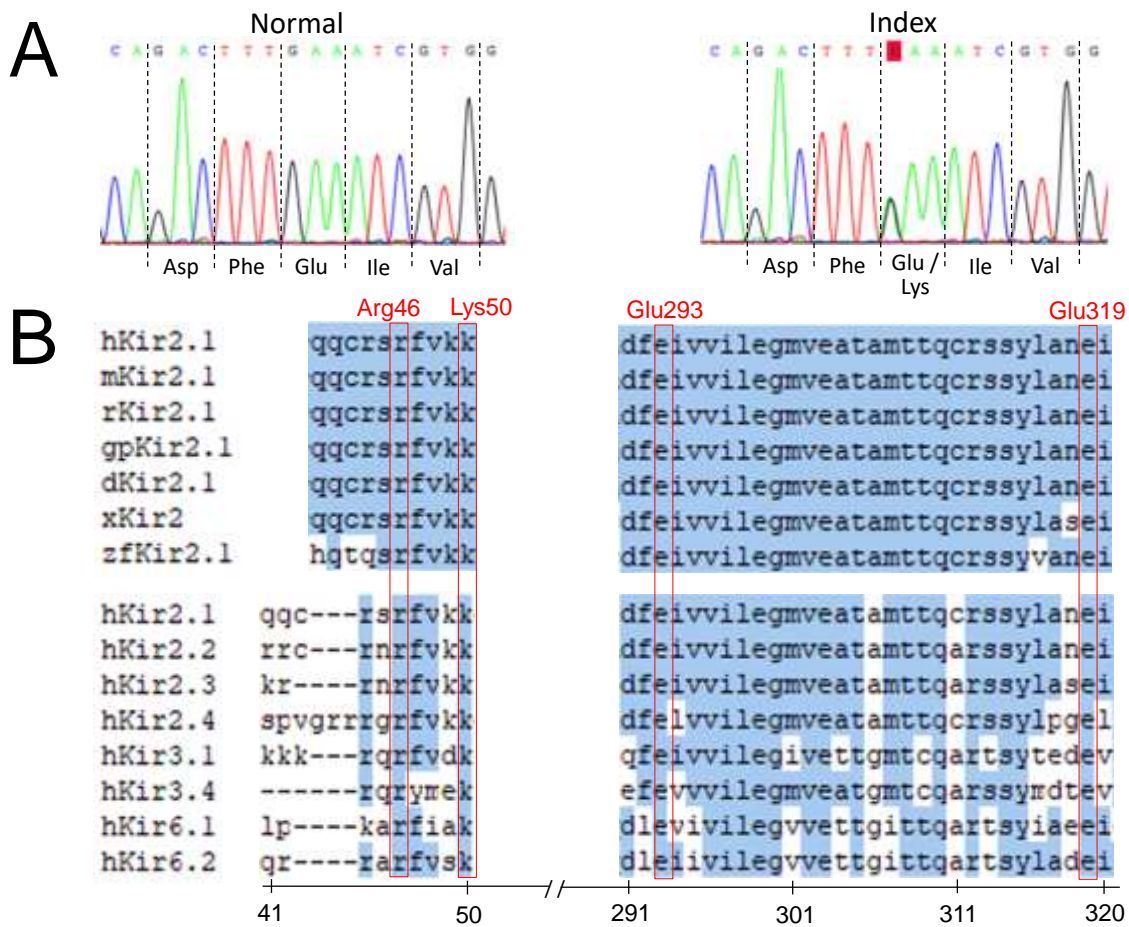 A
Normal
Index
C A G A C T T T G A A A T C G T G G
C A G A C T T T A A A T C G T G G
Asp Phe Glu Ile Val
Asp Phe Glu / Lys Ile Val
B
Arg46 Lys50 Glu293 Glu319
hKir2.1 qqcrsrfvkk dfeivvilegmveatamttqcrssylanei
mKir2.1 qqcrsrfvkk dfeivvilegmveatamttqcrssylanei
rKir2.1 qqcrsrfvkk dfeivvilegmveatamttqcrssylanei
gpKir2.1 qqcrsrfvkk dfeivvilegmveatamttqcrssylanei
dKir2.1 qqcrsrfvkk dfeivvilegmveatamttqcrssylanei
xKir2 qqcrsrfvkk dfeivvilegmveatamttqcrssylasei
zfKir2.1 hgtqsrfvkk dfeivvilegmveatamttqcrssyvanei
hKir2.1 qqc---rsrfvkk dfeivvilegmveatamttqcrssylanei
hKir2.2 rrc---rnrfvkk dfeivvilegmveatamttqarssylanei
hKir2.3 kr----rnrfvkk dfeivvilegmveatamttqarssylasei
hKir2.4 spvgrrrgrfvkk dfelvvilegmveatamttqcrssylpgel
hKir3.1 kkk---rqrfvdk qfeivvilegivettgmtcqartsytedev
hKir3.4 ------rqrymek efevvvilegmveatgmtcqarssymdtev
hKir6.1 lp----karfiak dlevivilegvvettgittqartsyiaeei
hKir6.2 qr----rarfvsk dleiivilegvvettgittqartsyladei
41 50 // 291 301 311 320